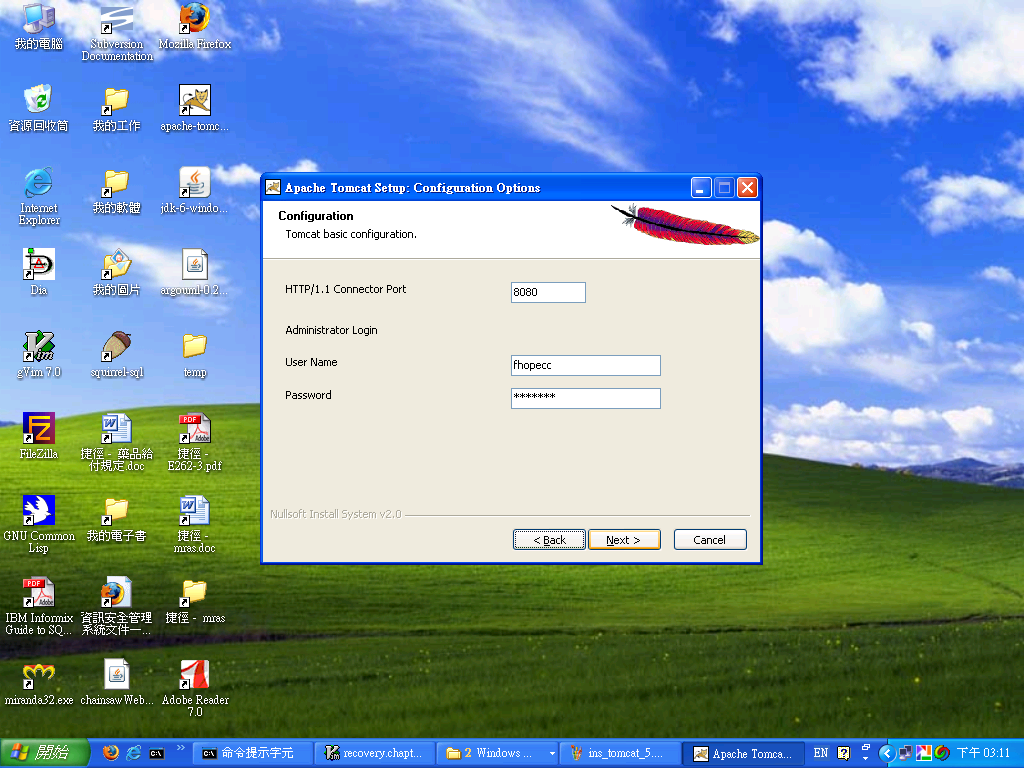 我的電腦
Subversion
Documentation
Mozilla Firefox
資源回收筒
我的工作
apache-tomc...
Internet
Explorer
我的軟體
jdk-6-windo...
Dia
我的圖片
argouml-0.2...
gVim 7.0
squirrel-sql
temp
FileZilla
捷徑 - 藥品給
付規定.doc
捷徑 -
E262-3.pdf
GNU Common
Lisp
我的電子書
捷徑 -
mras.doc
IBM Informix
Guide to SQ...
資訊安全管理
系統文件一...
捷徑 - mras
miranda32.exe
chainsaw Web...
Adobe Reader
7.0
Apache Tomcat Setup: Configuration Options
Configuration
Tomcat basic configuration.
HTTP/1.1 Connector Port
8080
Administrator Login
User Name
fhopecc
Password
*******
Nullsoft Install System v2.0
< Back
Next >
Cancel
開始
命令提示字元
recovery.chapt...
2 Windows ...
ins_tomcat_5....
Apache Tomca...
EN
下午 03:11